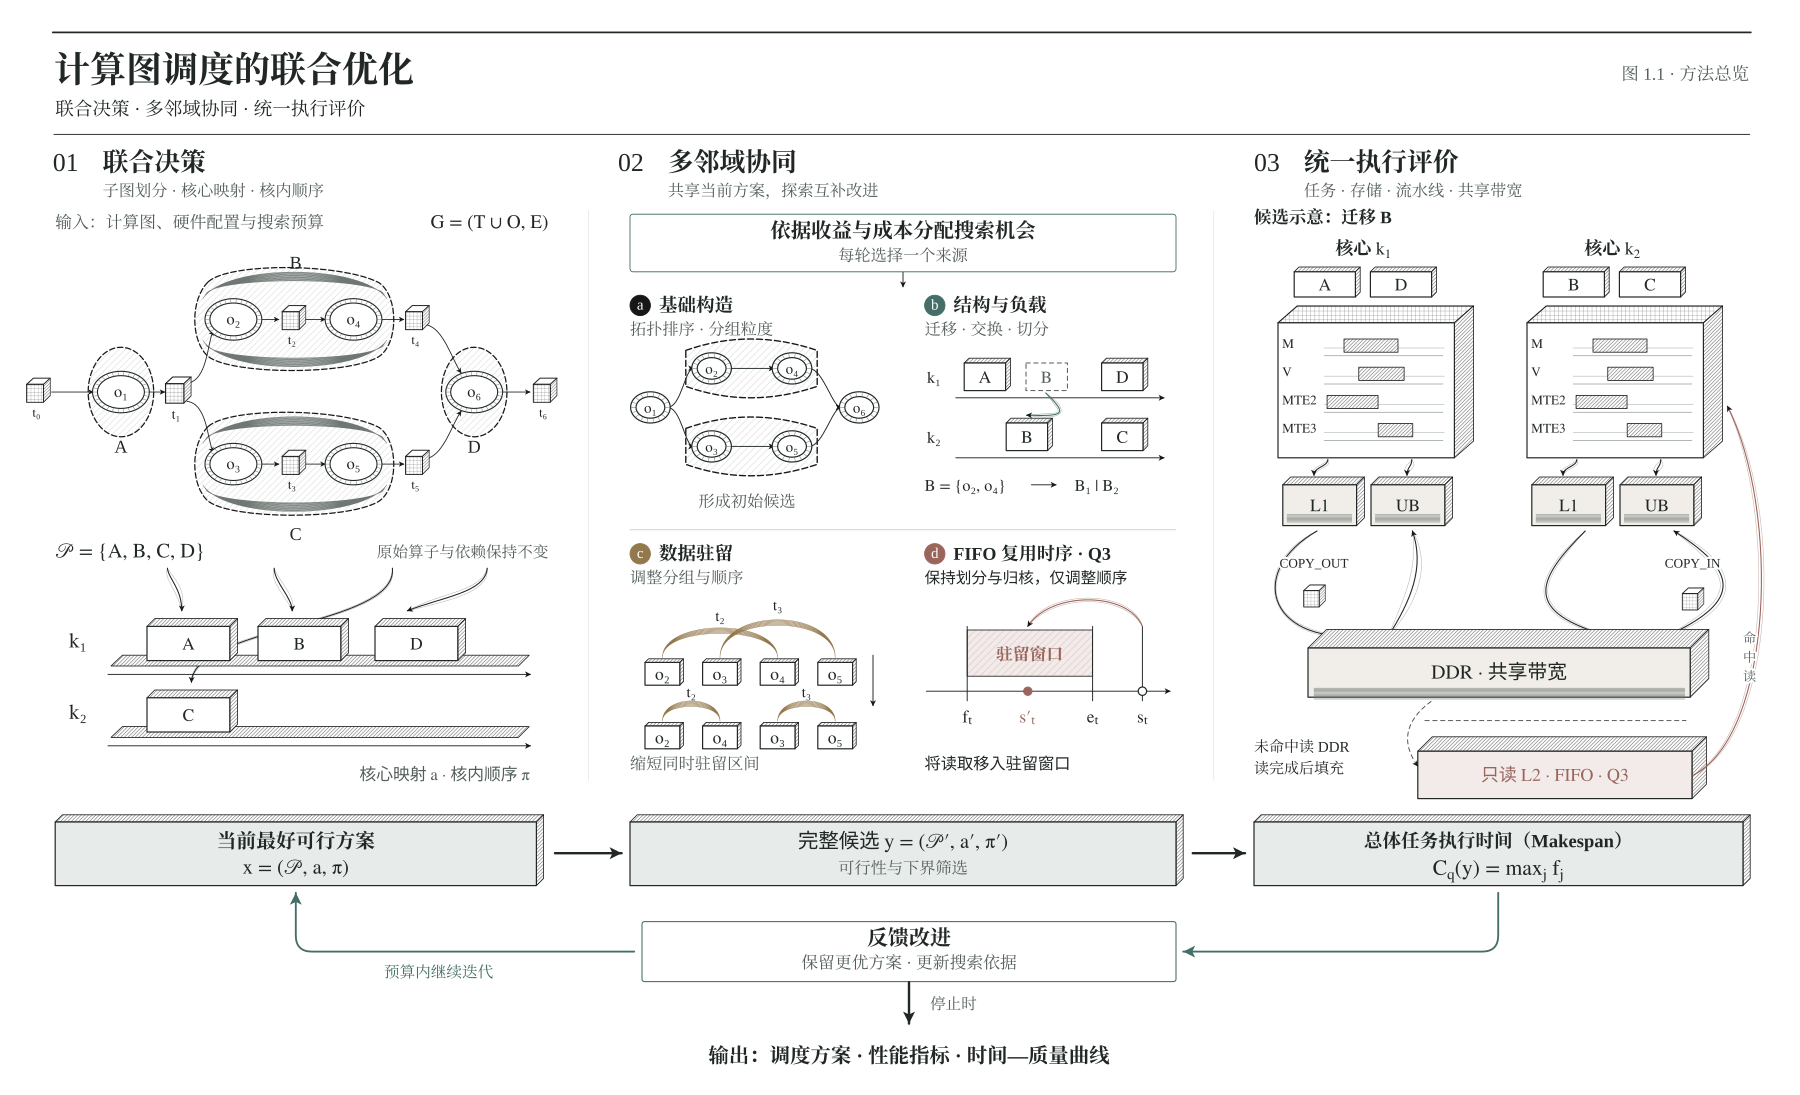 计算图调度的联合优化
图 1.1 · 方法总览
联合决策 · 多邻域协同 · 统一执行评价
01 联合决策
子图划分 · 核心映射 · 核内顺序
输入：计算图、硬件配置与搜索预算
G = (T ∪ O, E)
B
o₂
t₂
o₄
t₄
t₀
o₁
t₁
A
o₆
D
t₆
o₃
t₃
o₅
t₅
C
𝒫 = {A, B, C, D}
原始算子与依赖保持不变
k₁
A
B
D
k₂
C
核心映射 a · 核内顺序 π
02 多邻域协同
共享当前方案，探索互补改进
依据收益与成本分配搜索机会
每轮选择一个来源
a 基础构造
拓扑排序 · 分组粒度
o₂
o₄
o₁
o₆
o₃
o₅
形成初始候选
b 结构与负载
迁移 · 交换 · 切分
k₁
A
B
D
k₂
B
C
B = {o₂, o₄}
B₁ | B₂
c 数据驻留
调整分组与顺序
t₂
t₃
o₂
o₃
o₄
o₅
t₂
t₃
o₂
o₄
o₃
o₅
缩短同时驻留区间
d FIFO 复用时序 · Q3
保持划分与归核，仅调整顺序
驻留窗口
fₜ
s′ₜ
eₜ
sₜ
将读取移入驻留窗口
03 统一执行评价
任务 · 存储 · 流水线 · 共享带宽
候选示意：迁移 B
核心 k₁
A
D
M
V
MTE2
MTE3
L1
UB
核心 k₂
B
C
M
V
MTE2
MTE3
L1
UB
COPY_OUT
COPY_IN
命
中
读
DDR · 共享带宽
未命中读 DDR
读完成后填充
只读 L2 · FIFO · Q3
当前最好可行方案
x = (𝒫, a, π)
完整候选 y = (𝒫′, a′, π′)
可行性与下界筛选
总体任务执行时间（Makespan）
C_q(y) = max_j f_j
反馈改进
保留更优方案 · 更新搜索依据
预算内继续迭代
停止时
输出：调度方案 · 性能指标 · 时间—质量曲线